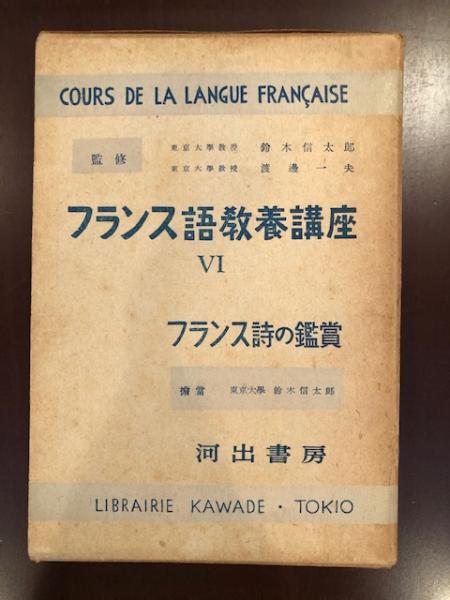 COURS DE LA LANGUE FRANÇAISE
監修 東京大學教授 鈴木信太郎
東京大學教授 渡邊一夫
フランス語教養講座
VI
フランス詩の鑑賞
擔當 東京大學 鈴木信太郎
河出書房
LIBRAIRIE KAWADE · TOKIO